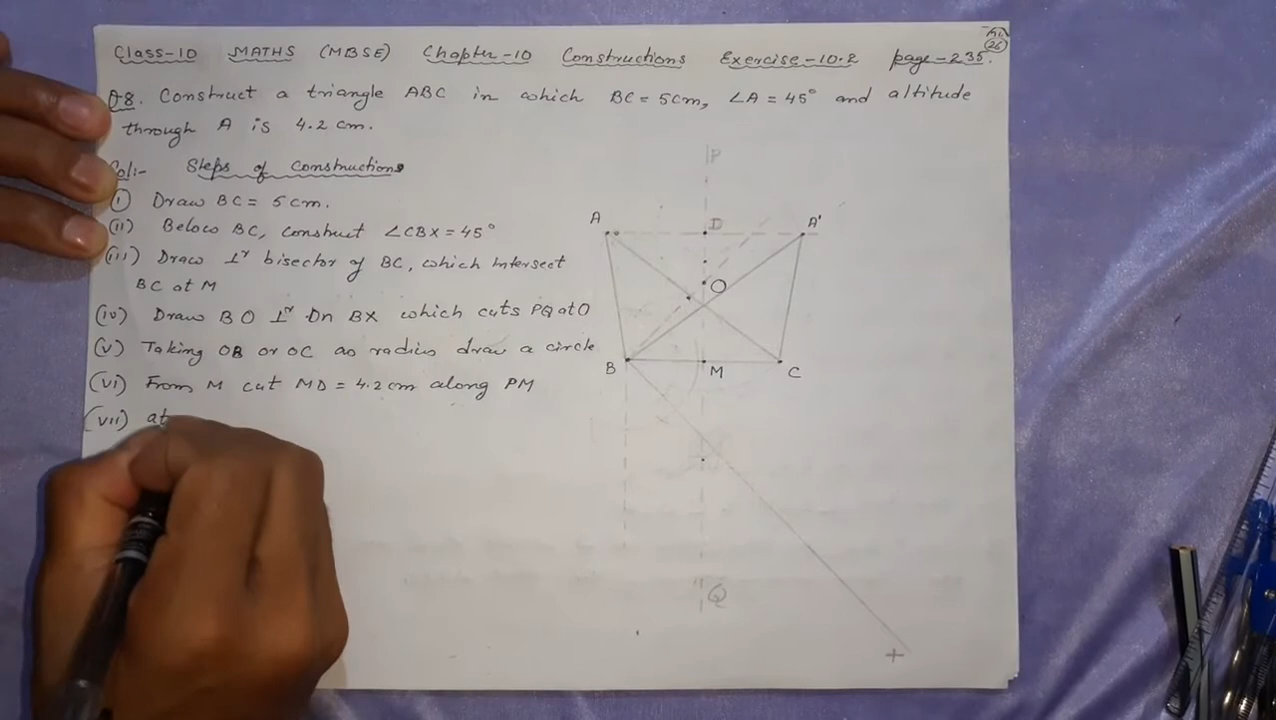 Class-10 MATHS (MBSE) Chapter-10 Constructions Exercise-10.2 page-235.
Q8. Construct a triangle ABC in which BC = 5cm, ∠A = 45° and altitude
through A is 4.2 cm.
Sol:- Steps of Constructions
(i) Draw BC = 5cm.
(ii) Below BC, construct ∠CBX = 45°
(iii) Draw ⊥r bisector of BC, which intersect
BC at M
(iv) Draw BO ⊥r on BX which cuts PQ at O
(v) Taking OB or OC as radius draw a circle
(vi) From M cut MD = 4.2cm along PM
(vii) at
P
A D A'
O
B M C
Q